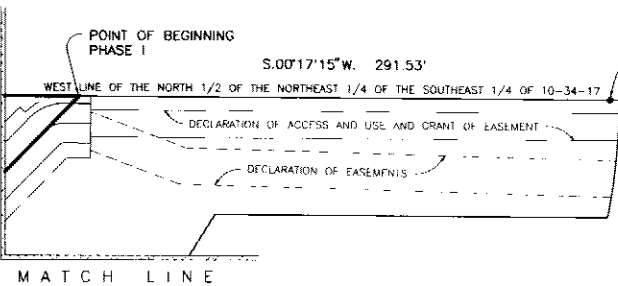 POINT OF BEGINNING
PHASE I
S.00°17'15"W. 291.53'
WEST LINE OF THE NORTH 1/2 OF THE NORTHEAST 1/4 OF THE SOUTHEAST 1/4 OF 10-34-17
DECLARATION OF ACCESS AND USE AND GRANT OF EASEMENT
DECLARATION OF EASEMENTS
MATCH LINE